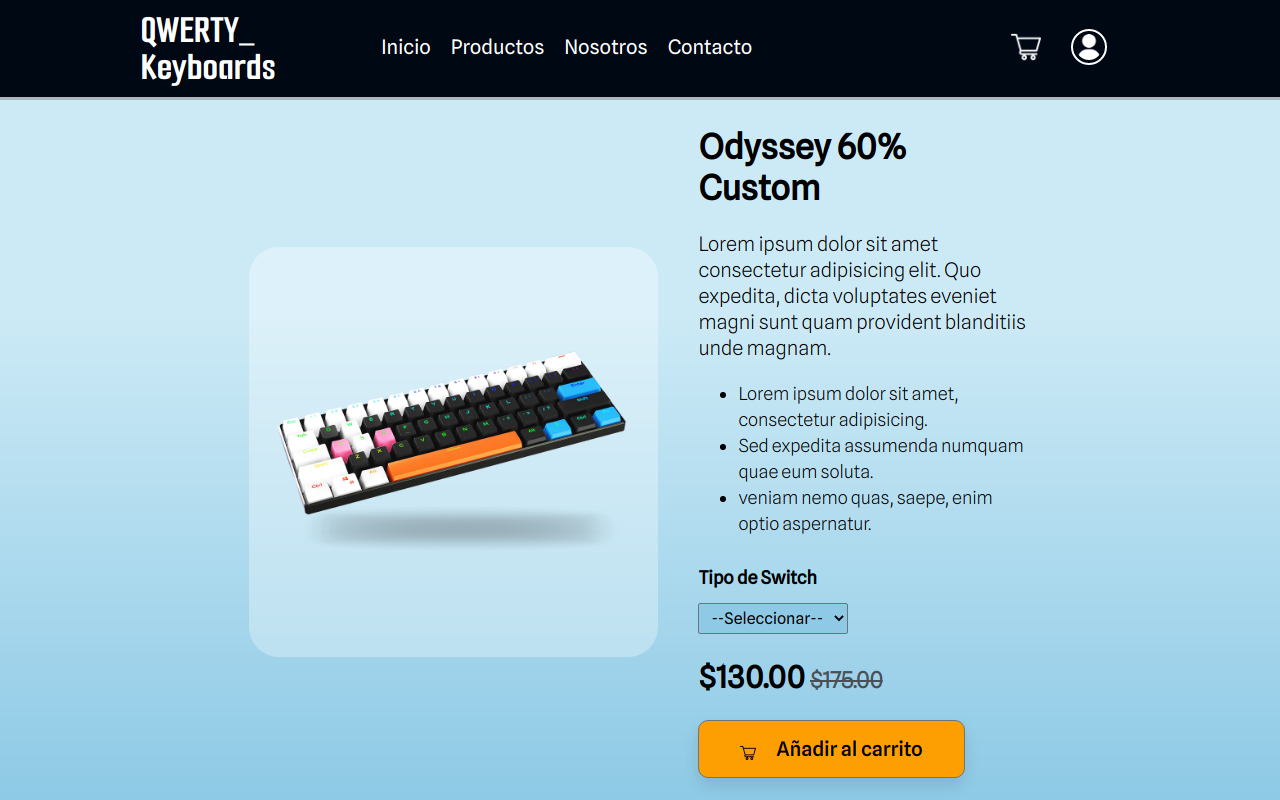 QWERTY_
Keyboards
Inicio Productos Nosotros Contacto
Odyssey 60%
Custom
Lorem ipsum dolor sit amet
consectetur adipisicing elit. Quo
expedita, dicta voluptates eveniet
magni sunt quam provident blanditiis
unde magnam.
Lorem ipsum dolor sit amet,
consectetur adipisicing.
Sed expedita assumenda numquam
quae eum soluta.
veniam nemo quas, saepe, enim
optio aspernatur.
Tipo de Switch
--Seleccionar--
$130.00 $175.00
Añadir al carrito